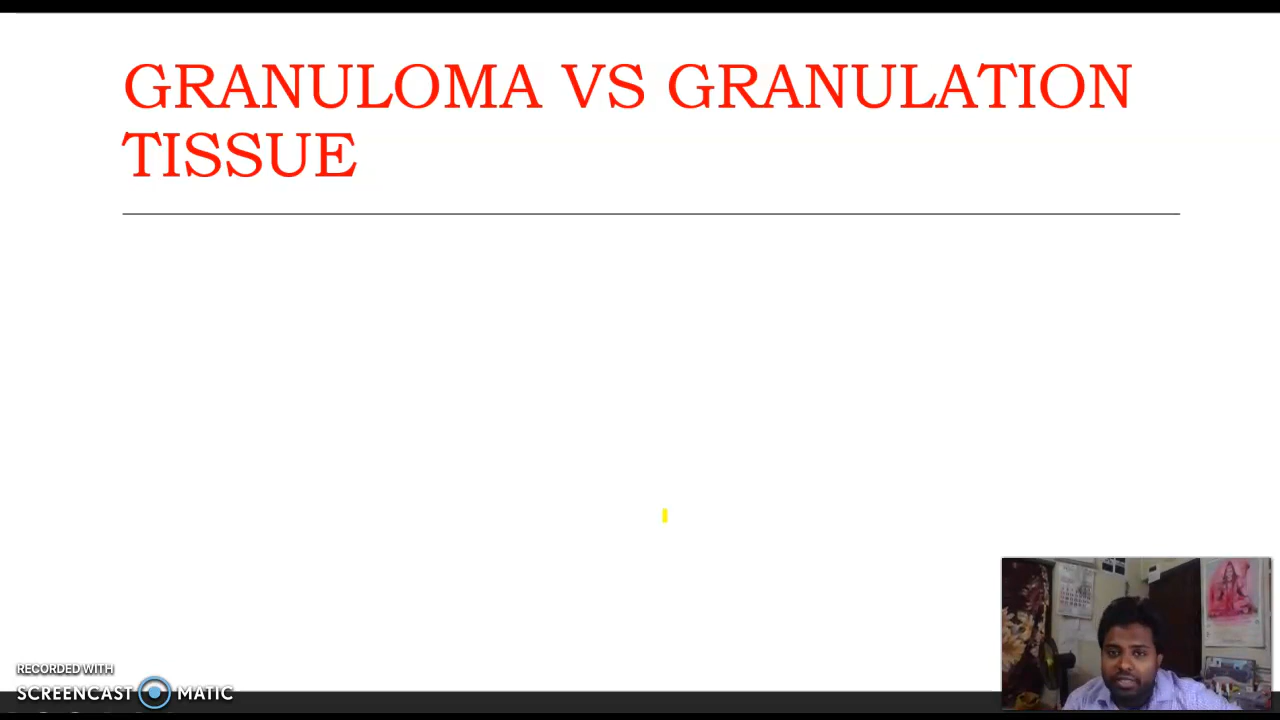 GRANULOMA VS GRANULATION
TISSUE
RECORDED WITH
SCREENCAST MATIC